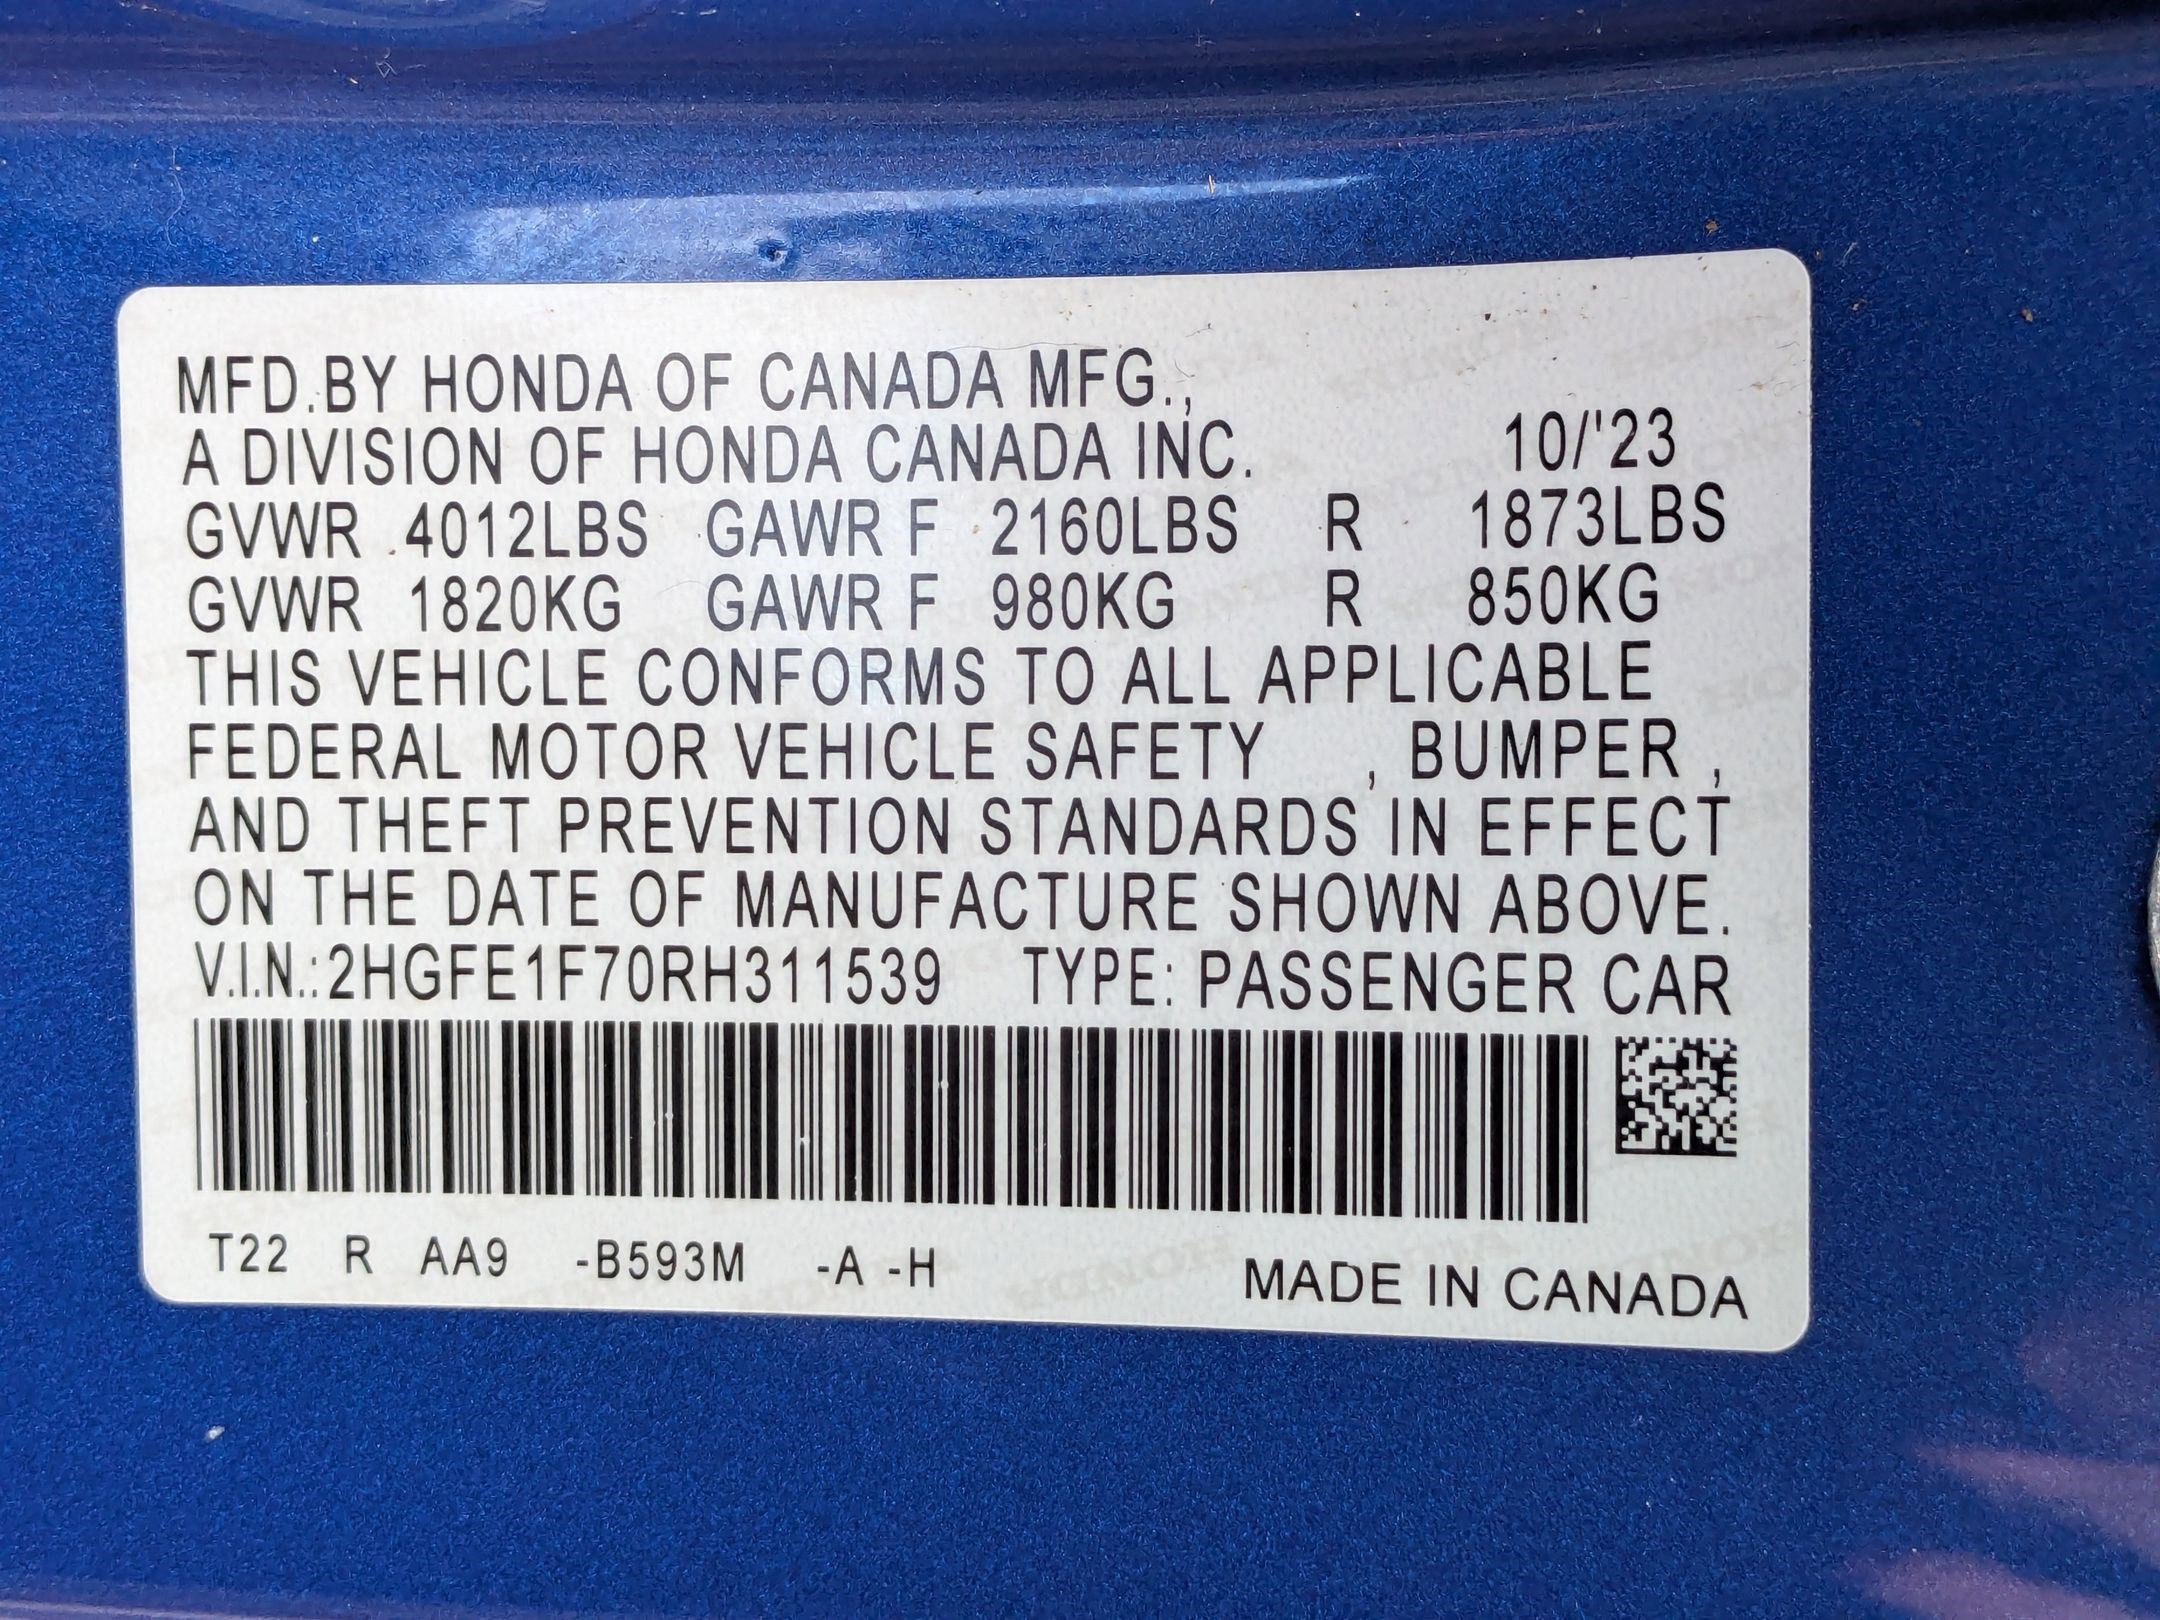 MFD.BY HONDA OF CANADA MFG.,
A DIVISION OF HONDA CANADA INC. 10/'23
GVWR 4012LBS GAWR F 2160LBS R 1873LBS
GVWR 1820KG GAWR F 980KG R 850KG
THIS VEHICLE CONFORMS TO ALL APPLICABLE
FEDERAL MOTOR VEHICLE SAFETY , BUMPER ,
AND THEFT PREVENTION STANDARDS IN EFFECT
ON THE DATE OF MANUFACTURE SHOWN ABOVE.
V.I.N.:2HGFE1F70RH311539 TYPE: PASSENGER CAR
T22 R AA9 -B593M -A -H
MADE IN CANADA